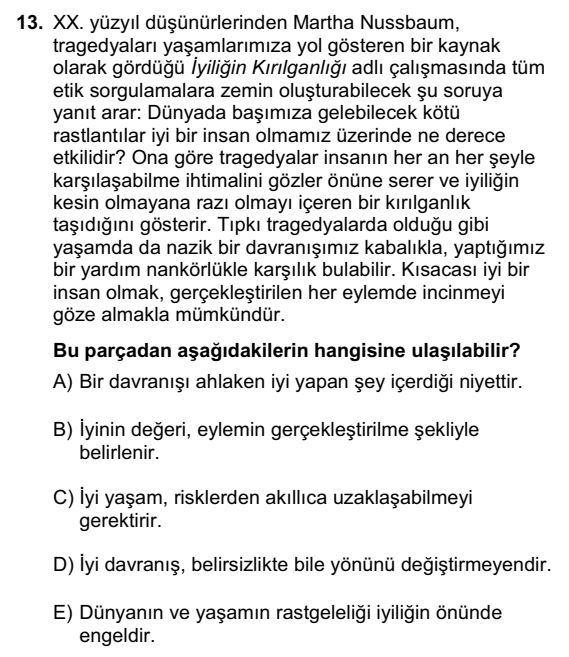 13. XX. yüzyıl düşünürlerinden Martha Nussbaum,
tragedyaları yaşamlarımıza yol gösteren bir kaynak
olarak gördüğü İyiliğin Kırılganlığı adlı çalışmasında tüm
etik sorgulamalara zemin oluşturabilecek şu soruya
yanıt arar: Dünyada başımıza gelebilecek kötü
rastlantılar iyi bir insan olmamız üzerinde ne derece
etkilidir? Ona göre tragedyalar insanın her an her şeyle
karşılaşabilme ihtimalini gözler önüne serer ve iyiliğin
kesin olmayana razı olmayı içeren bir kırılganlık
taşıdığını gösterir. Tıpkı tragedyalarda olduğu gibi
yaşamda da nazik bir davranışımız kabalıkla, yaptığımız
bir yardım nankörlükle karşılık bulabilir. Kısacası iyi bir
insan olmak, gerçekleştirilen her eylemde incinmeyi
göze almakla mümkündür.
Bu parçadan aşağıdakilerin hangisine ulaşılabilir?
A) Bir davranışı ahlaken iyi yapan şey içerdiği niyettir.
B) İyinin değeri, eylemin gerçekleştirilme şekliyle
belirlenir.
C) İyi yaşam, risklerden akıllıca uzaklaşabilmeyi
gerektirir.
D) İyi davranış, belirsizlikte bile yönünü değiştirmeyendir.
E) Dünyanın ve yaşamın rastgeleliği iyiliğin önünde
engeldir.